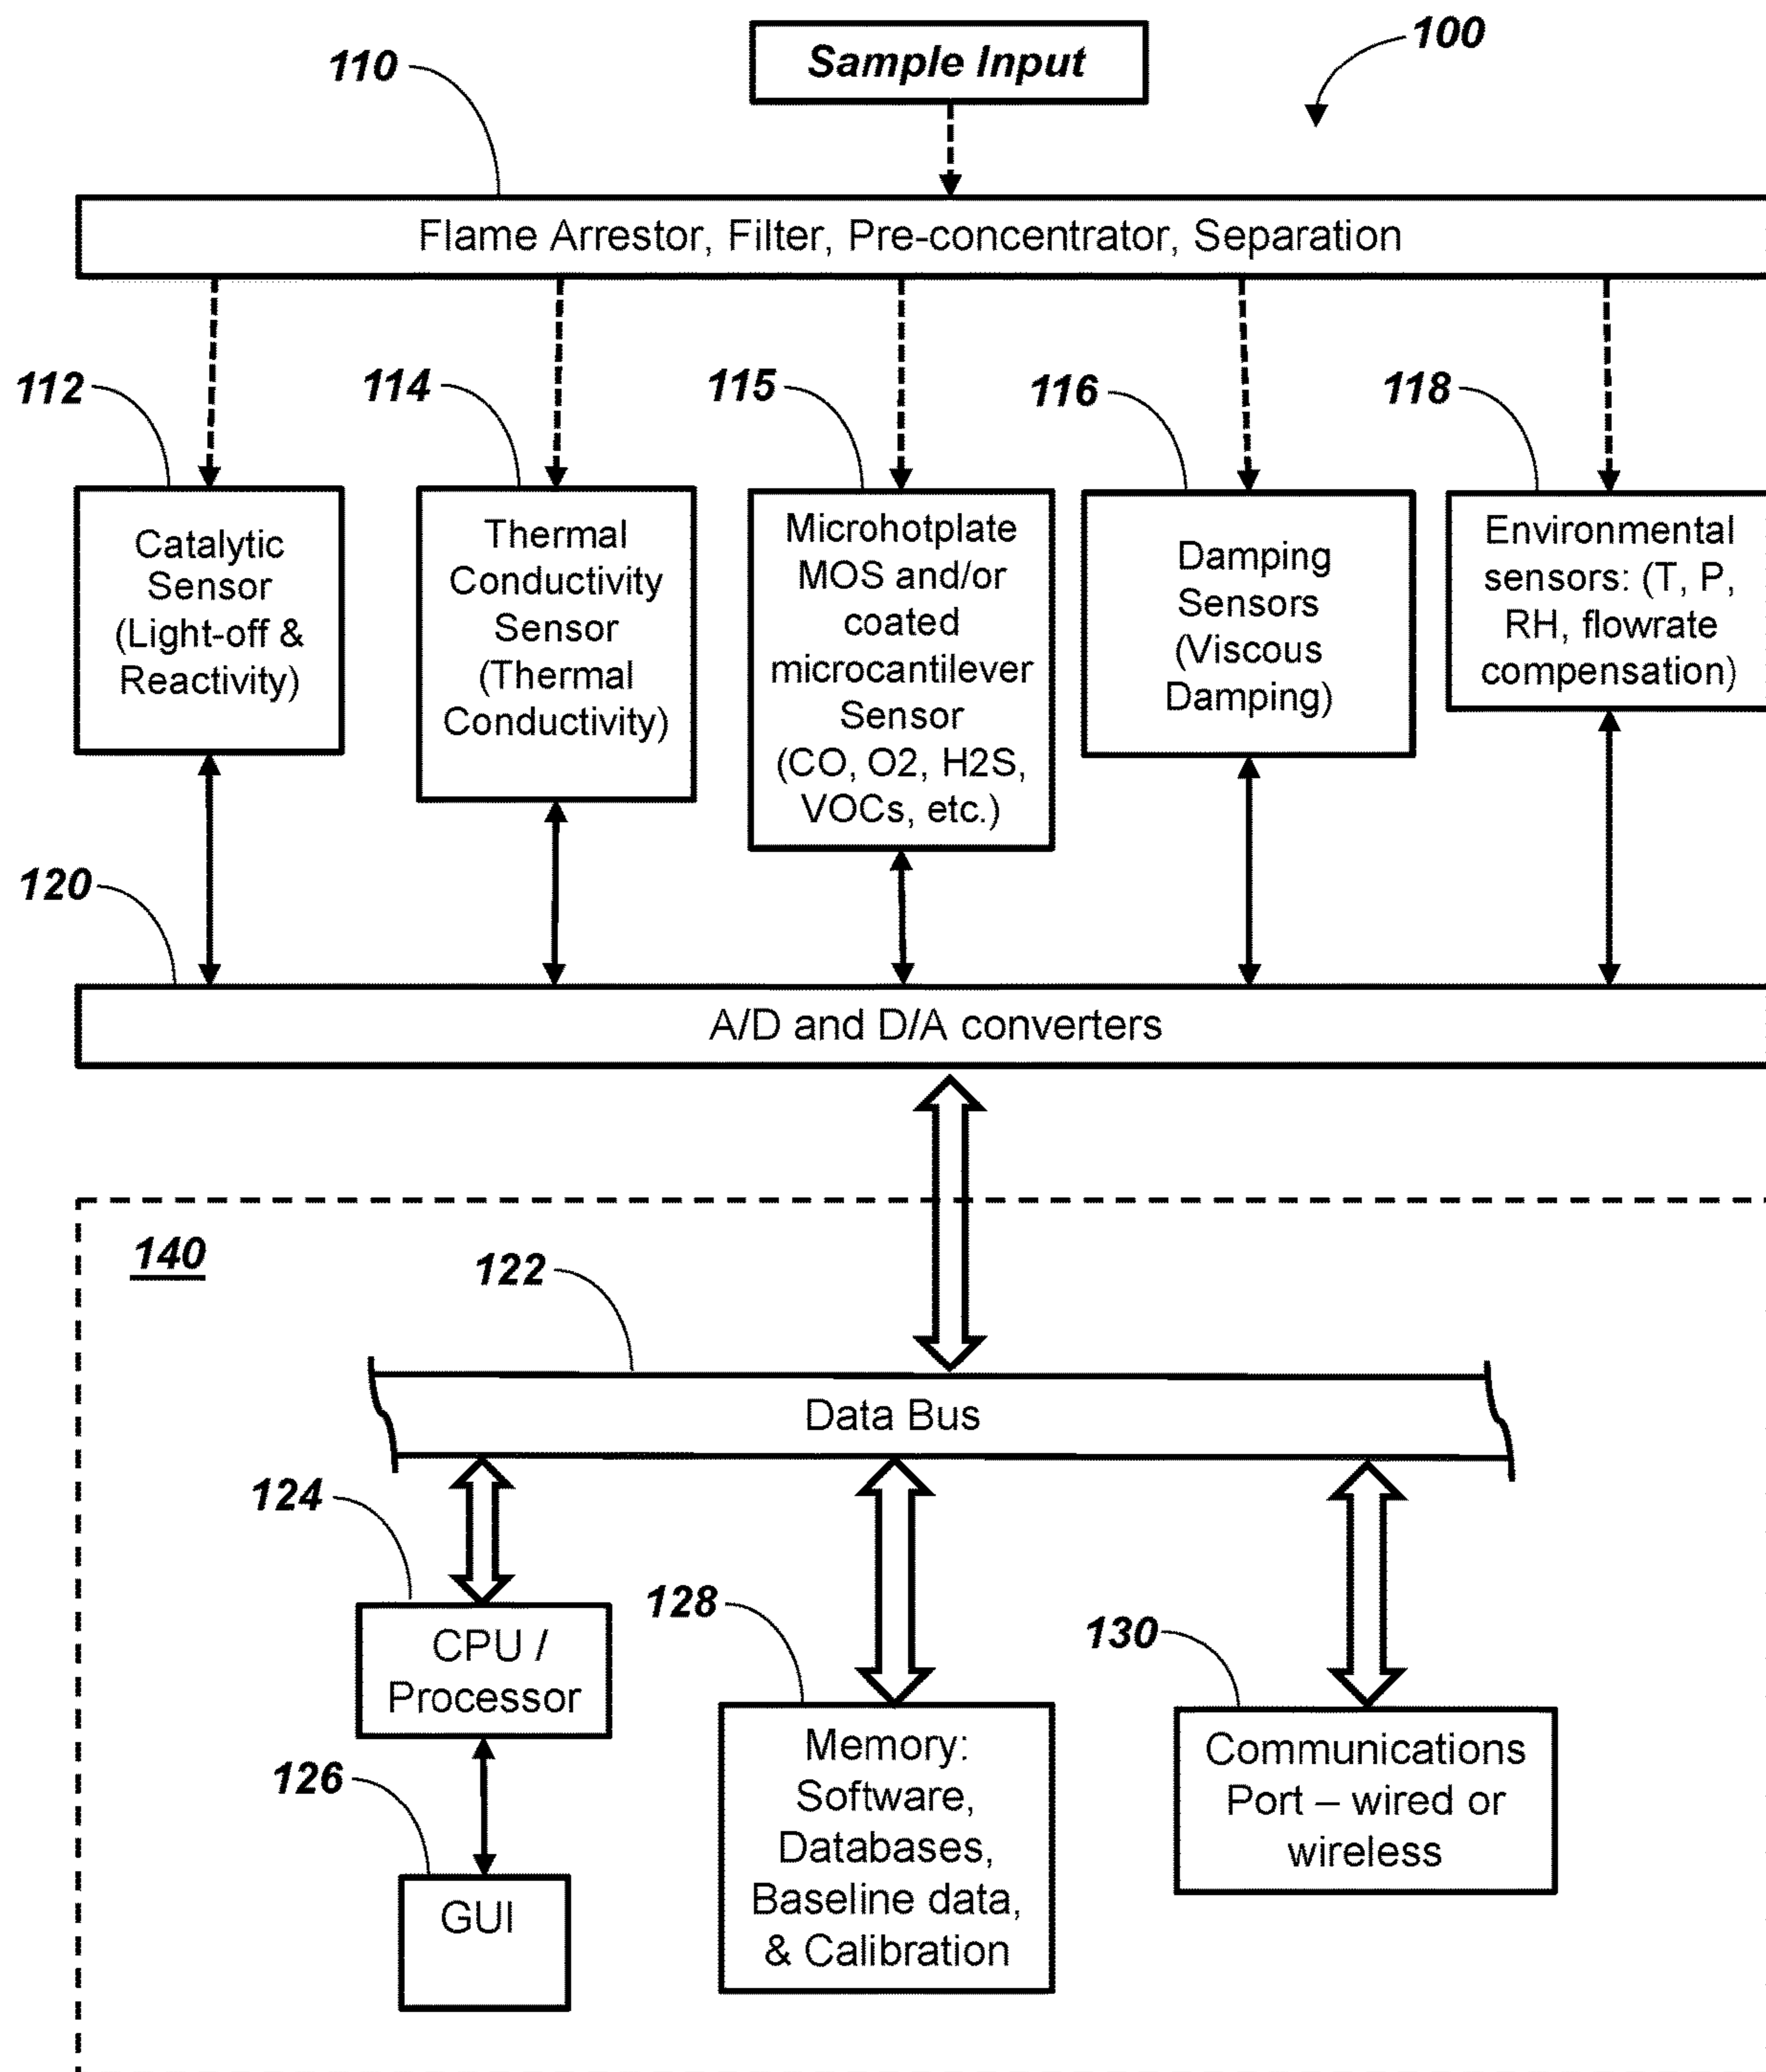 100
Sample Input
110
Flame Arrestor, Filter, Pre-concentrator, Separation
112
114
115
116
118
Catalytic
Sensor
(Light-off &
Reactivity)
Thermal
Conductivity
Sensor
(Thermal
Conductivity)
Microhotplate
MOS and/or
coated
microcantilever
Sensor
(CO, O2, H2S,
VOCs, etc.)
Damping
Sensors
(Viscous
Damping)
Environmental
sensors: (T, P,
RH, flowrate
compensation)
120
A/D and D/A converters
140
122
Data Bus
124
CPU /
Processor
126
GUI
128
Memory:
Software,
Databases,
Baseline data,
& Calibration
130
Communications
Port – wired or
wireless